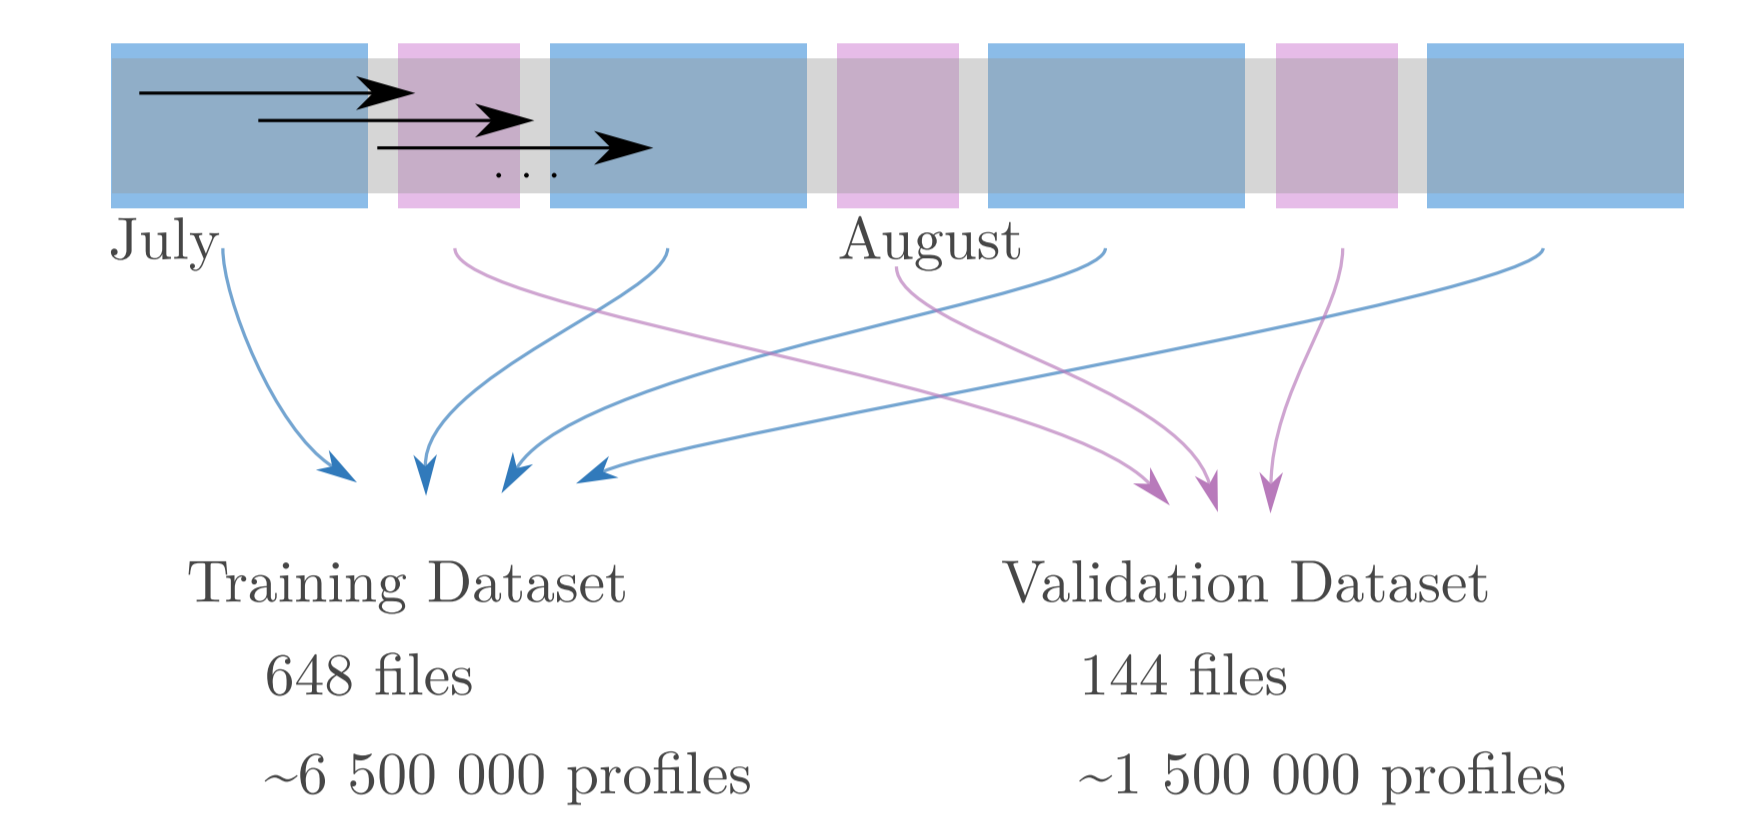 . . .
July
August
Training Dataset
Validation Dataset
648 files
144 files
~6 500 000 profiles
~1 500 000 profiles